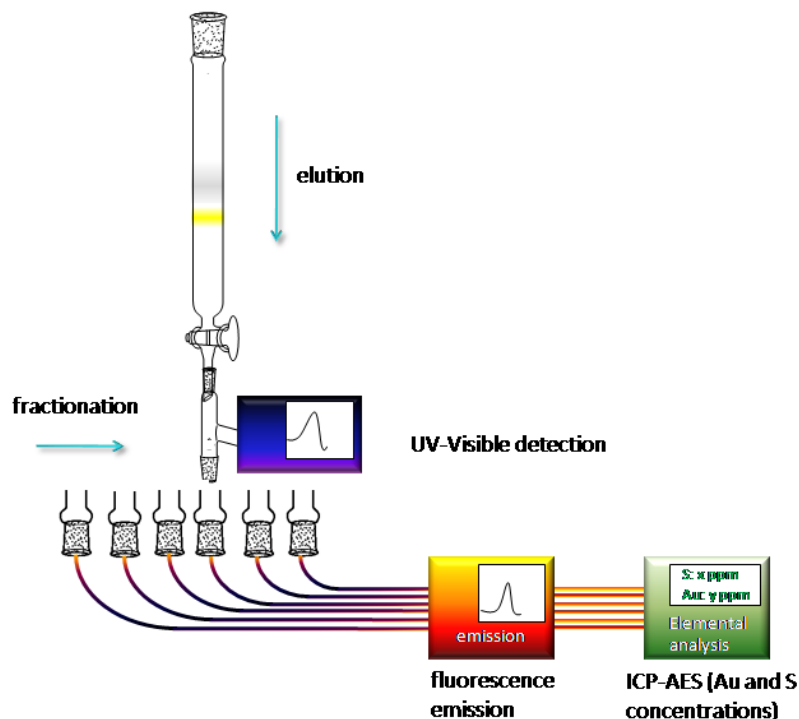 elution
fractionation
UV-Visible detection
S: x ppm
Au: y ppm
emission
Elemental
analysis
fluorescence
emission
ICP-AES (Au and S
concentrations)